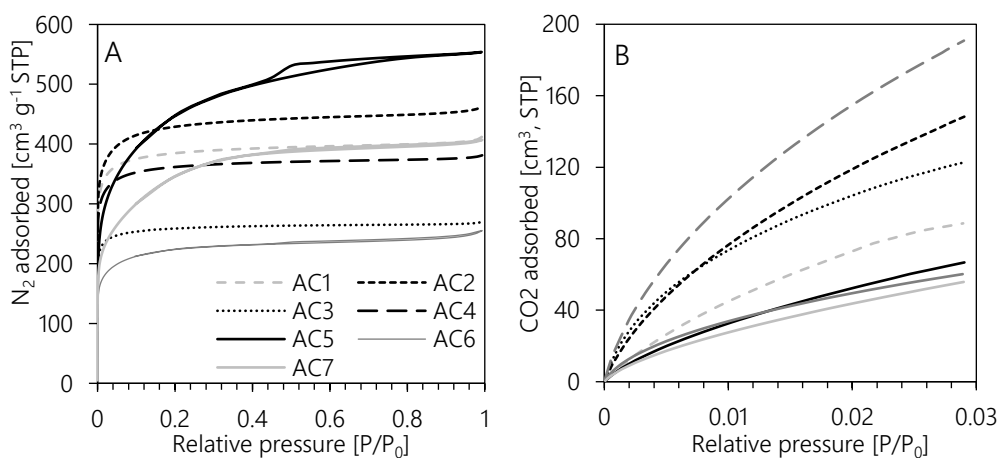 A
N₂ adsorbed [cm³ g⁻¹ STP]
600
500
400
300
200
100
0
AC1
AC2
AC3
AC4
AC5
AC6
AC7
0
0.2
0.4
0.6
0.8
1
Relative pressure [P/P₀]
B
CO2 adsorbed [cm³, STP]
200
160
120
80
40
0
0
0.01
0.02
0.03
Relative pressure [P/P₀]